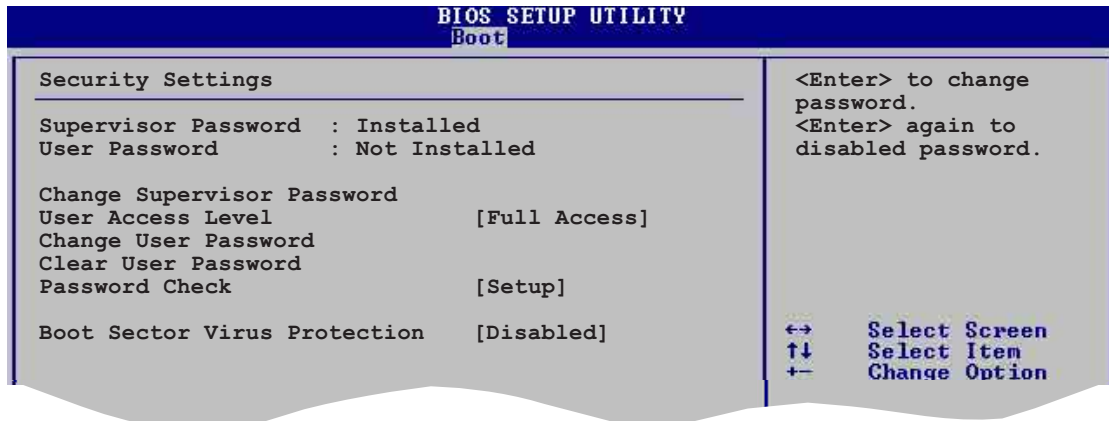 BIOS SETUP UTILITY
Boot
Security Settings
Supervisor Password : Installed
User Password : Not Installed
Change Supervisor Password
User Access Level [Full Access]
Change User Password
Clear User Password
Password Check [Setup]
Boot Sector Virus Protection [Disabled]
<Enter> to change
password.
<Enter> again to
disabled password.
↔ Select Screen
↑↓ Select Item
+- Change Option